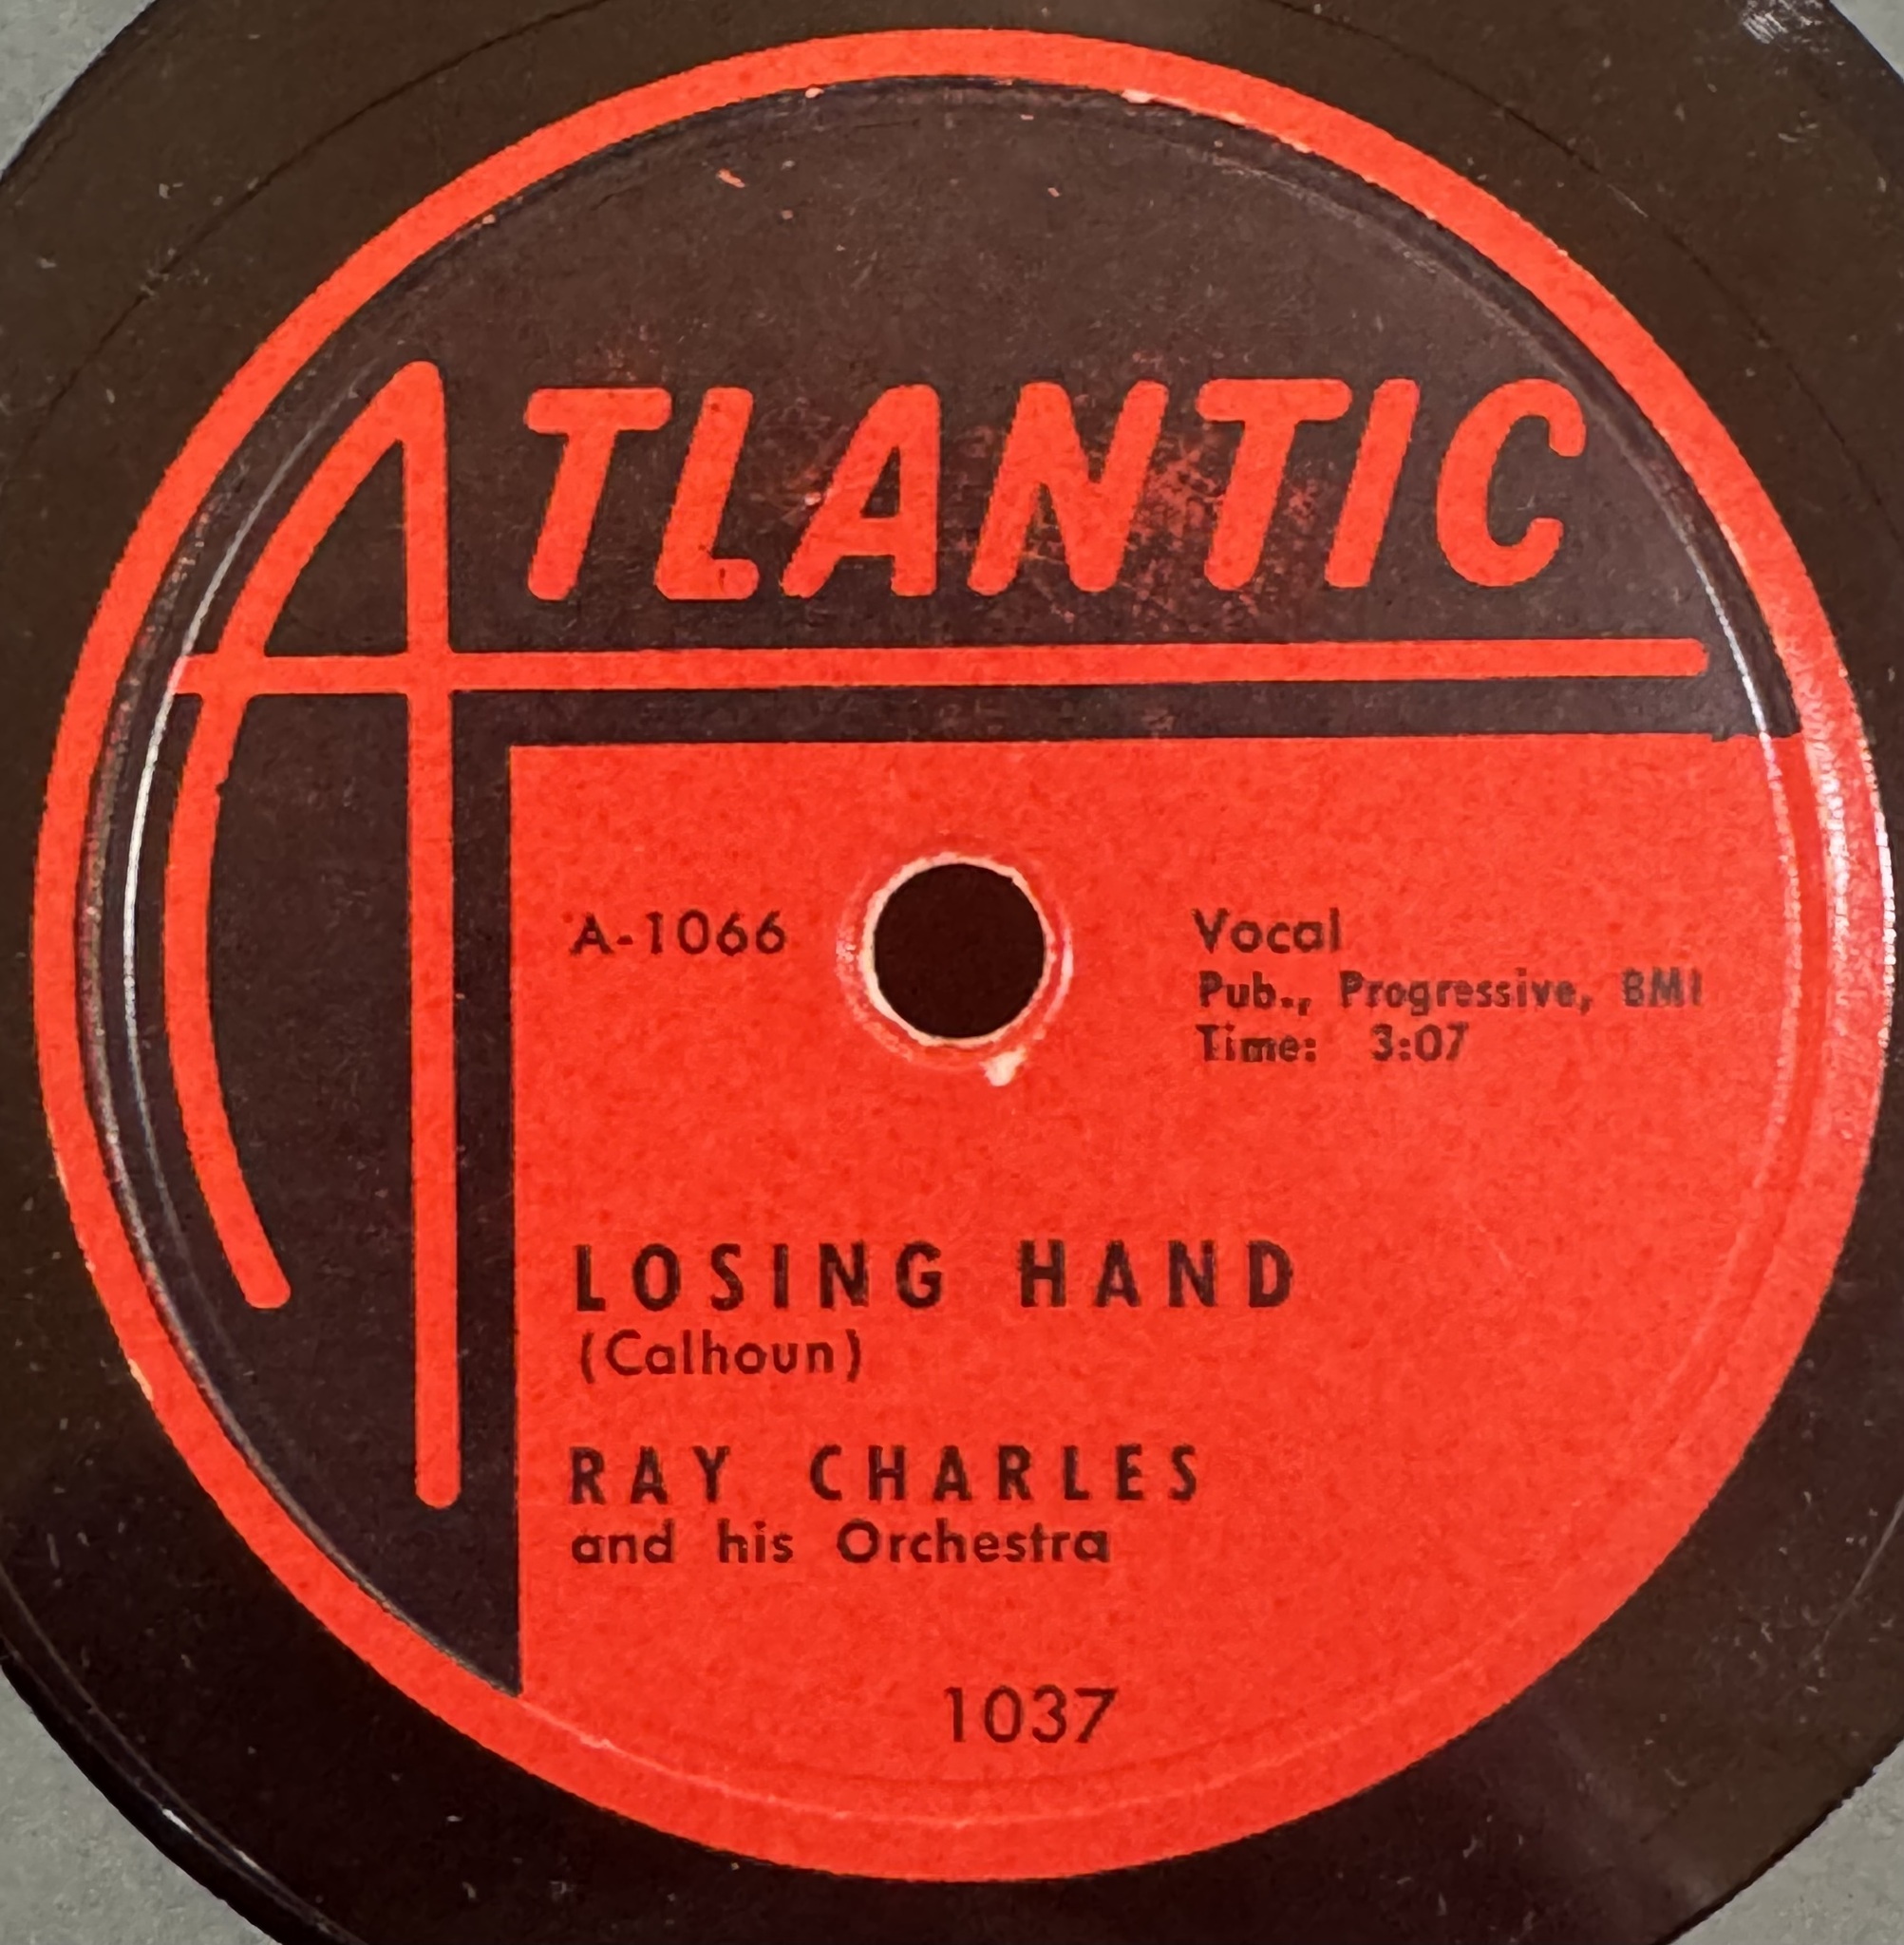 ATLANTIC
A-1066
Vocal
Pub., Progressive, BMI
Time: 3:07
LOSING HAND
(Calhoun)
RAY CHARLES
and his Orchestra
1037